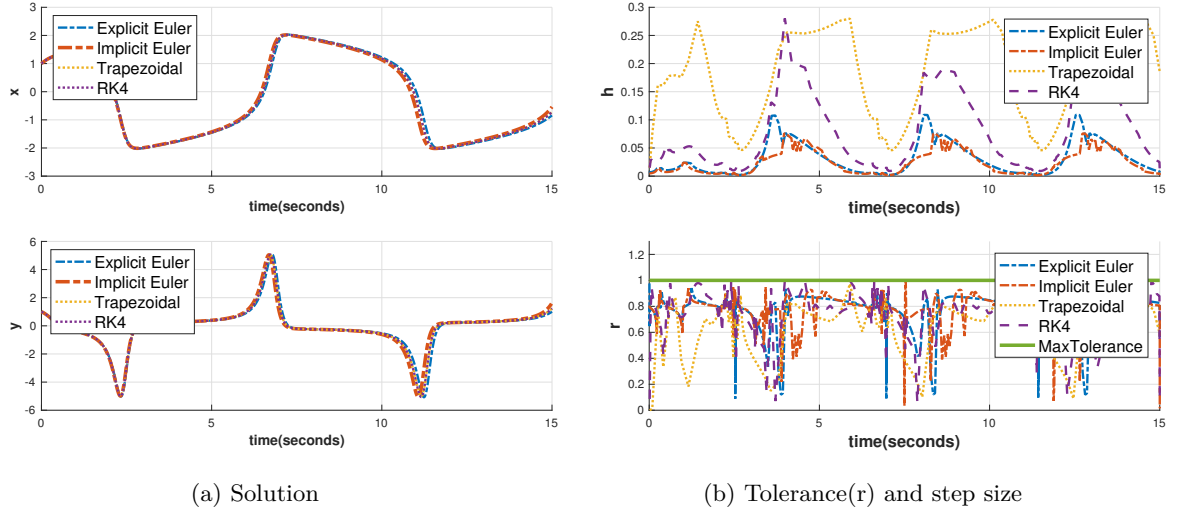 3
2
1
0
-1
-2
-3
x
0
5
10
15
time(seconds)
Explicit Euler
Implicit Euler
Trapezoidal
RK4
6
4
2
0
-2
-4
-6
y
0
5
10
15
time(seconds)
Explicit Euler
Implicit Euler
Trapezoidal
RK4
(a) Solution
0.3
0.25
0.2
0.15
0.1
0.05
0
h
0
5
10
15
time(seconds)
Explicit Euler
Implicit Euler
Trapezoidal
RK4
1.2
1
0.8
0.6
0.4
0.2
0
r
0
5
10
15
time(seconds)
Explicit Euler
Implicit Euler
Trapezoidal
RK4
MaxTolerance
(b) Tolerance(r) and step size